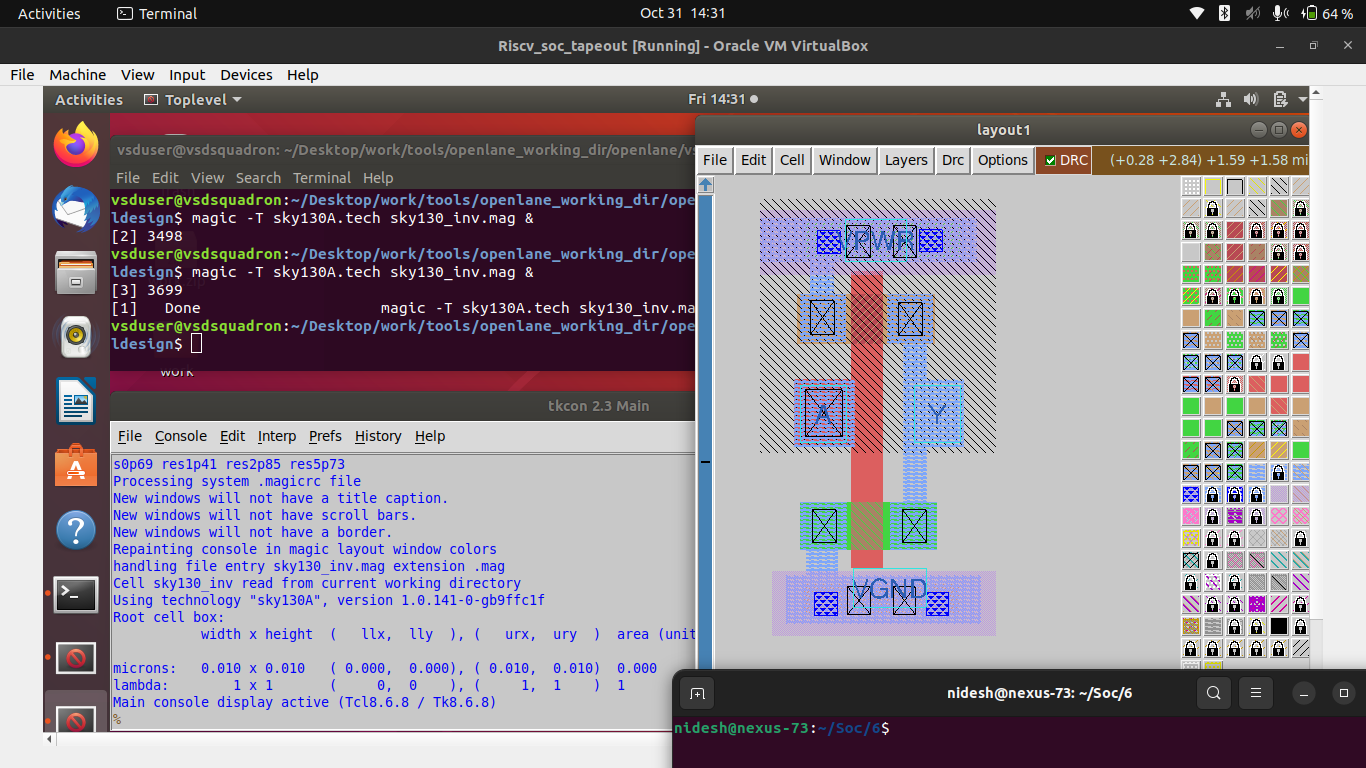 Activities
Terminal
Oct 31 14:31
64 %
Riscv_soc_tapeout [Running] - Oracle VM VirtualBox
File Machine View Input Devices Help
Activities
Toplevel
Fri 14:31
vsduser@vsdsquadron: ~/Desktop/work/tools/openlane_working_dir/openlane/vs
File Edit View Search Terminal Help
vsduser@vsdsquadron:~/Desktop/work/tools/openlane_working_dir/ope
ldesign$ magic -T sky130A.tech sky130_inv.mag &
[2] 3498
vsduser@vsdsquadron:~/Desktop/work/tools/openlane_working_dir/ope
ldesign$ magic -T sky130A.tech sky130_inv.mag &
[3] 3699
[1]   Done                    magic -T sky130A.tech sky130_inv.ma
vsduser@vsdsquadron:~/Desktop/work/tools/openlane_working_dir/ope
ldesign$
work
tkcon 2.3 Main
File Console Edit Interp Prefs History Help
s0p69 res1p41 res2p85 res5p73
Processing system .magicrc file
New windows will not have a title caption.
New windows will not have scroll bars.
New windows will not have a border.
Repainting console in magic layout window colors
handling file entry sky130_inv.mag extension .mag
Cell sky130_inv read from current working directory
Using technology "sky130A", version 1.0.141-0-gb9ffc1f
Root cell box:
width x height  (   llx,  lly  ), (   urx,  ury  )  area (unit
microns:   0.010 x 0.010   ( 0.000,  0.000), ( 0.010,  0.010)  0.000
lambda:        1 x 1       (     0,  0    ), (     1,  1    )  1
Main console display active (Tcl8.6.8 / Tk8.6.8)
%
layout1
File Edit Cell Window Layers Drc Options DRC (+0.28 +2.84) +1.59 +1.58 mi
VPWR
A
Y
VGND
nidesh@nexus-73: ~/Soc/6
nidesh@nexus-73:~/Soc/6$